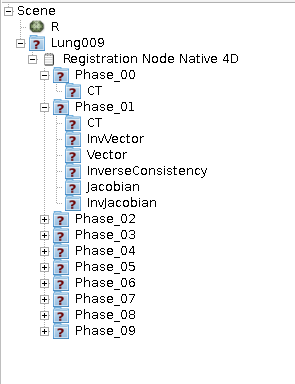 Scene
R
Lung009
Registration Node Native 4D
Phase_00
CT
Phase_01
CT
InvVector
Vector
InverseConsistency
Jacobian
InvJacobian
Phase_02
Phase_03
Phase_04
Phase_05
Phase_06
Phase_07
Phase_08
Phase_09